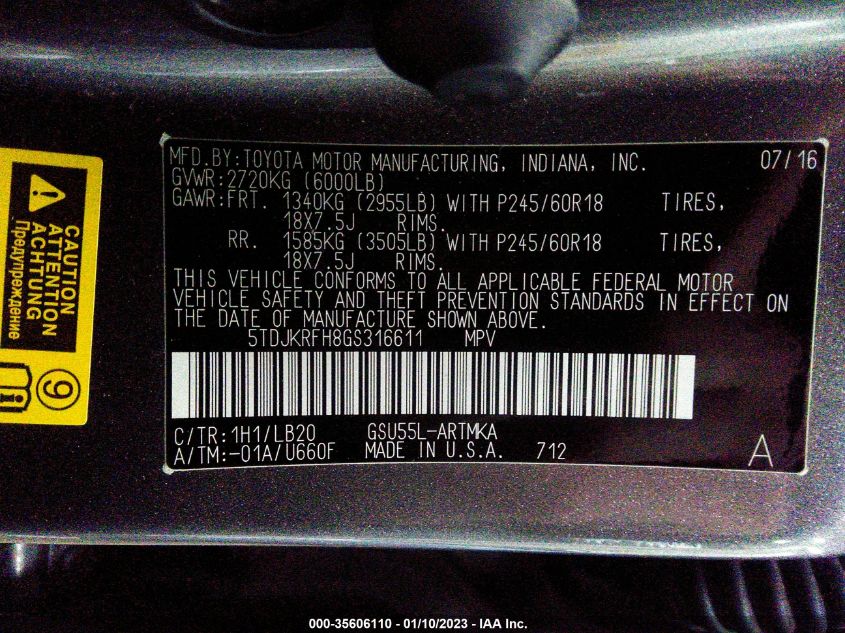 MFD.BY:TOYOTA MOTOR MANUFACTURING, INDIANA, INC. 07/16
GVWR:2720KG (6000LB)
GAWR:FRT. 1340KG (2955LB) WITH P245/60R18 TIRES,
18X7.5J RIMS.
RR. 1585KG (3505LB) WITH P245/60R18 TIRES,
18X7.5J RIMS.
THIS VEHICLE CONFORMS TO ALL APPLICABLE FEDERAL MOTOR
VEHICLE SAFETY AND THEFT PREVENTION STANDARDS IN EFFECT ON
THE DATE OF MANUFACTURE SHOWN ABOVE.
5TDJKRFH8GS316611 MPV
C/TR:1H1/LB20 GSU55L-ARTMKA
A/TM:-01A/U660F MADE IN U.S.A. 712 A
CAUTION
ATTENTION
ACHTUNG
Предупреждение
9
000-35606110 - 01/10/2023 - IAA Inc.